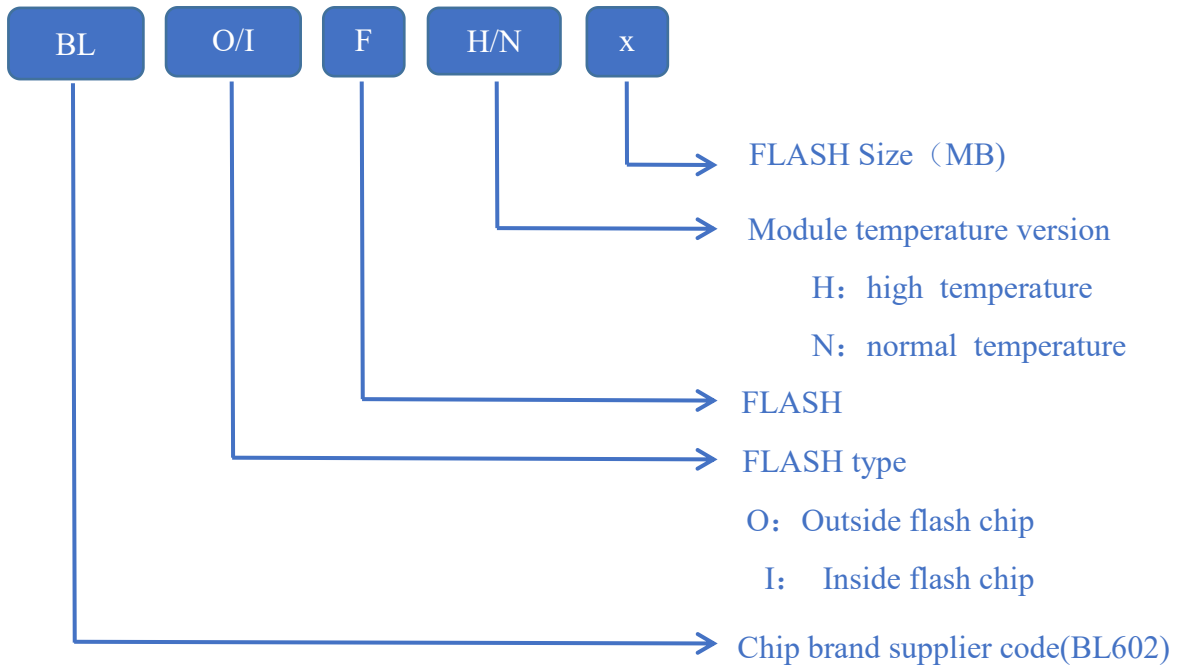 BL O/I F H/N x
FLASH Size（MB)
Module temperature version
H：high temperature
N：normal temperature
FLASH
FLASH type
O：Outside flash chip
I： Inside flash chip
Chip brand supplier code(BL602)